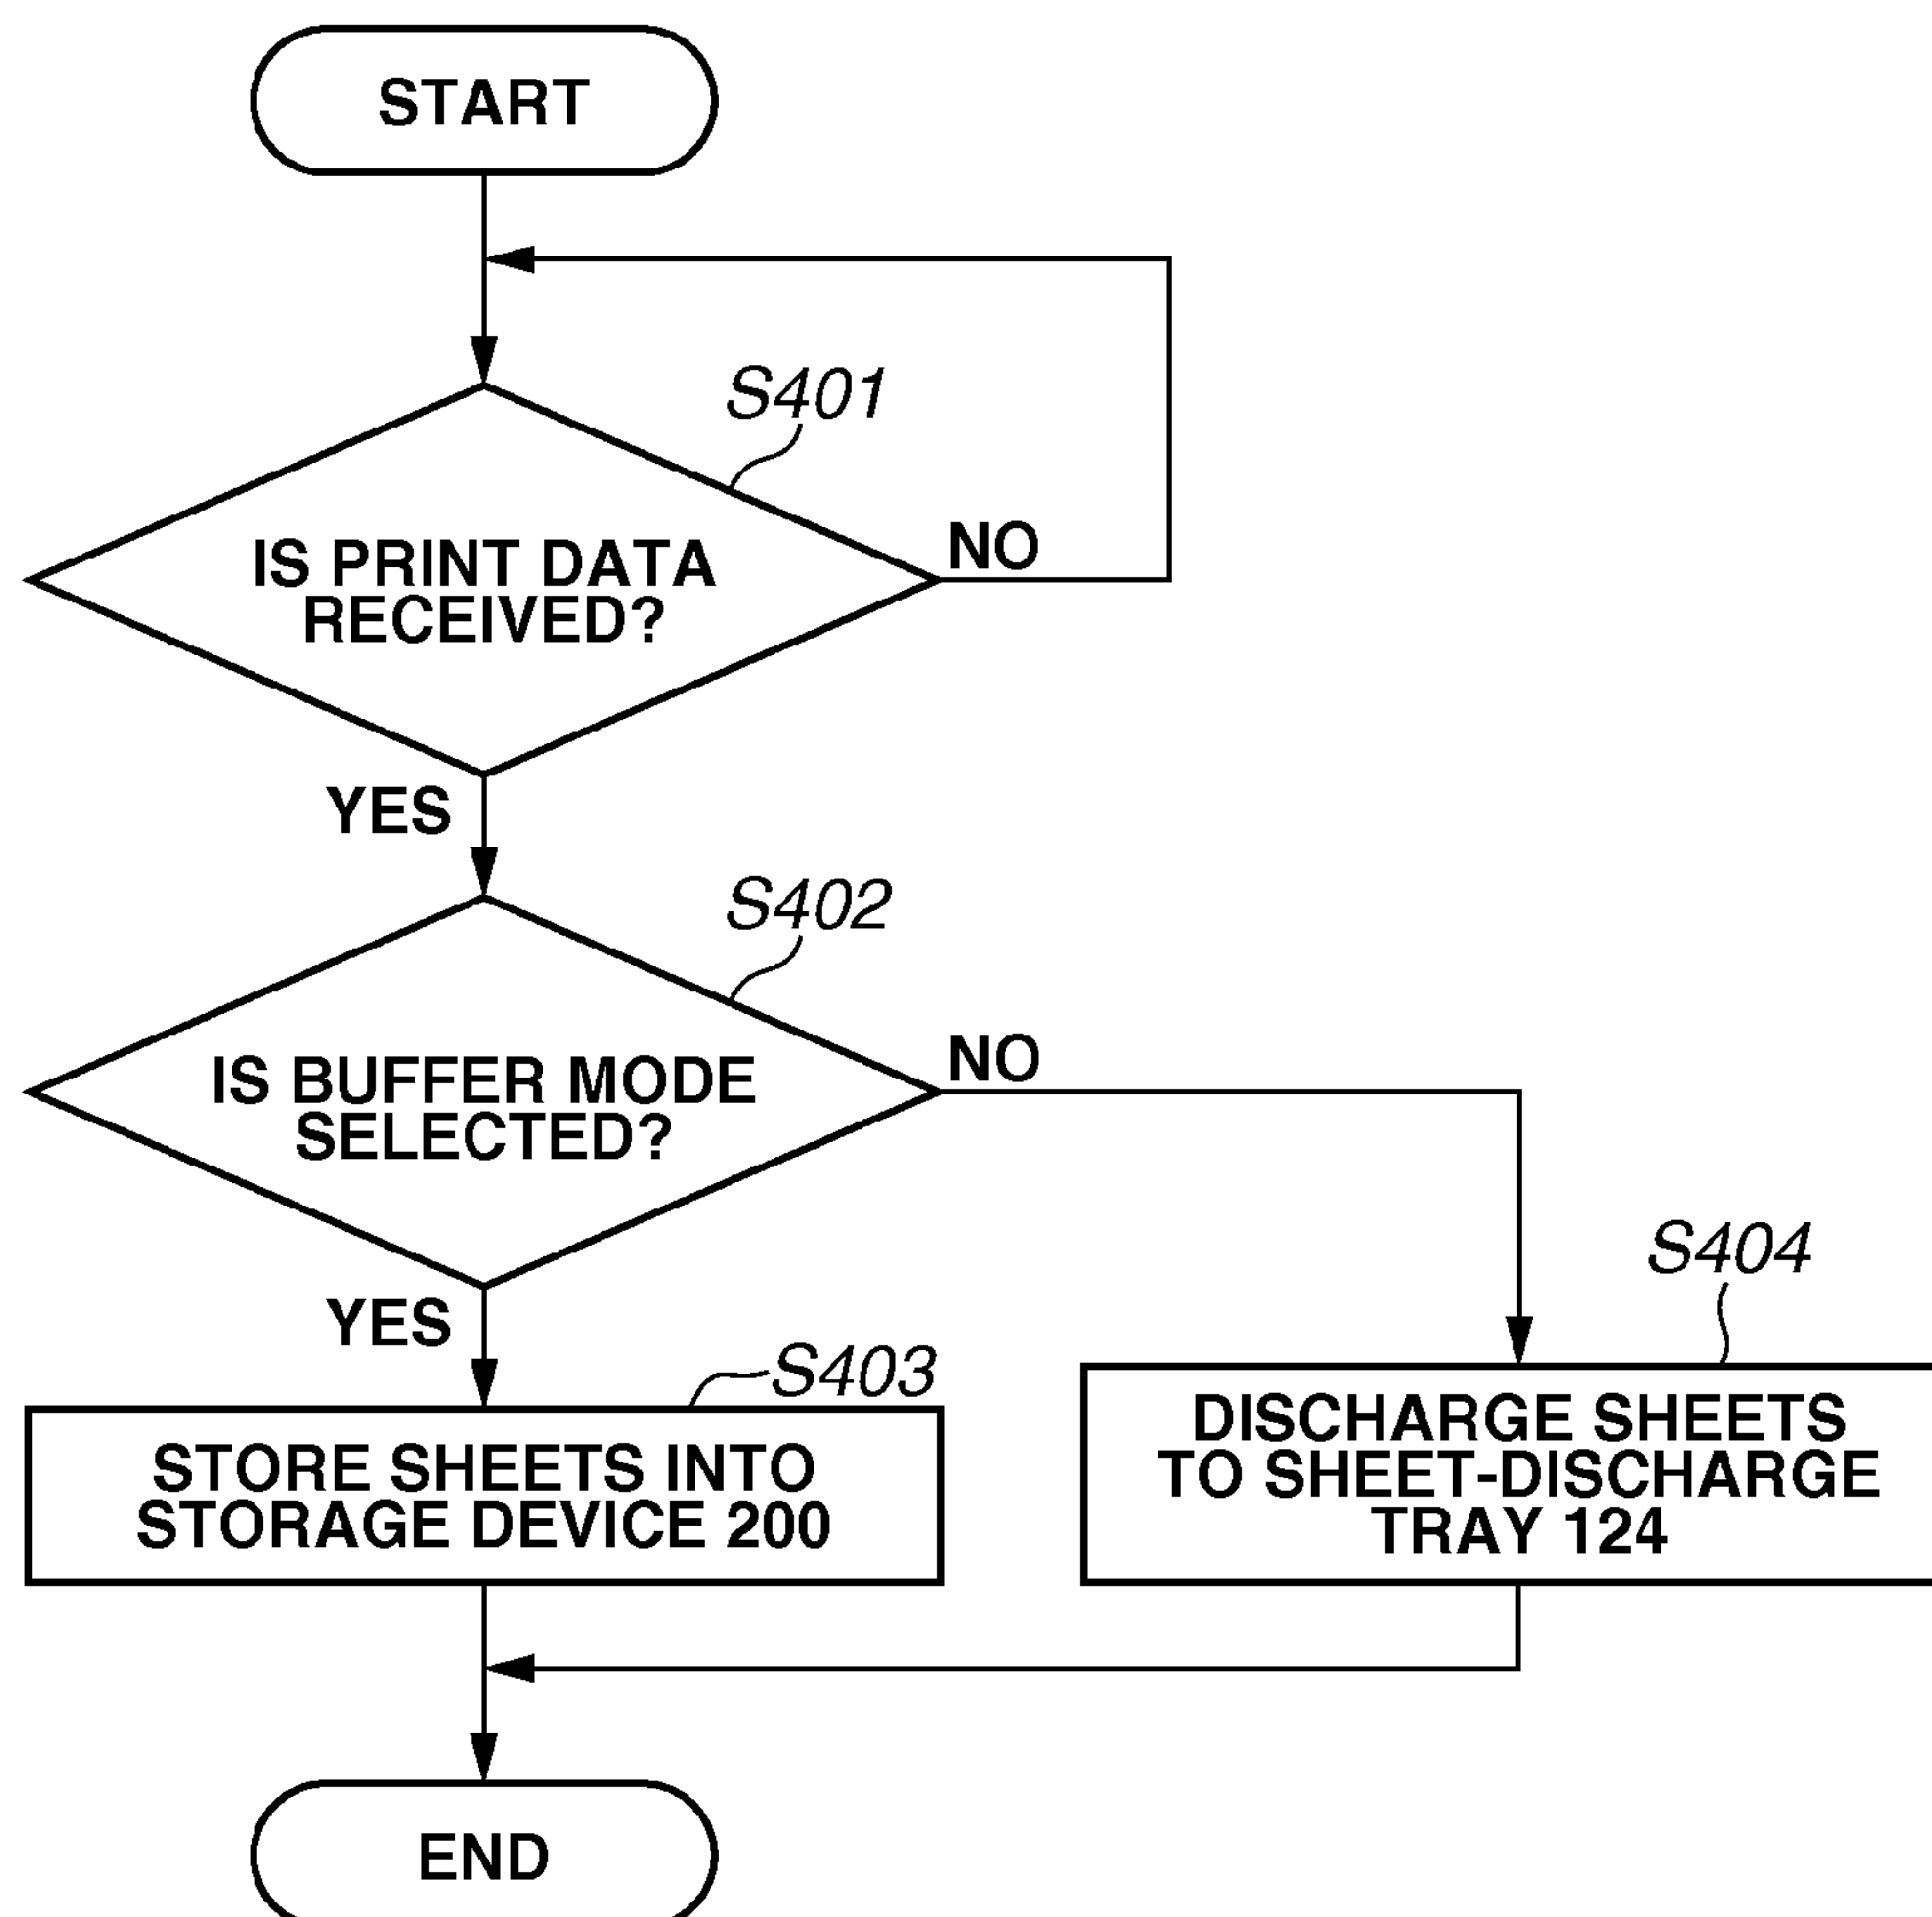 START
S401
IS PRINT DATA
RECEIVED?
NO
YES
S402
IS BUFFER MODE
SELECTED?
NO
YES
S403
STORE SHEETS INTO
STORAGE DEVICE 200
S404
DISCHARGE SHEETS
TO SHEET-DISCHARGE
TRAY 124
END